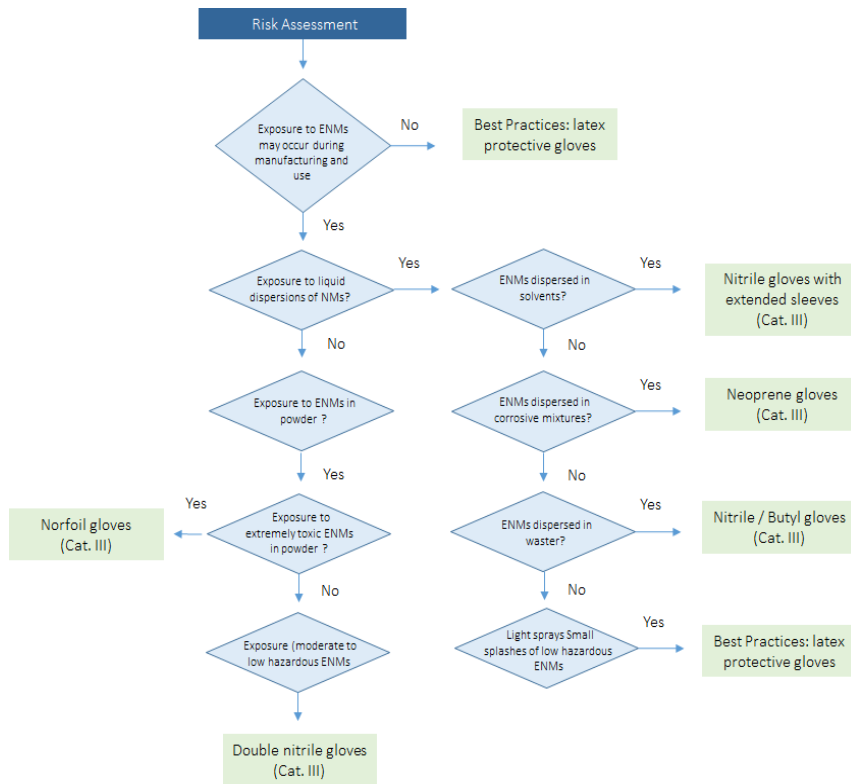 Risk Assessment
Exposure to ENMs
may occur during
manufacturing and
use
No
Best Practices: latex
protective gloves
Yes
Exposure to liquid
dispersions of NMs?
Yes
ENMs dispersed in
solvents?
Yes
Nitrile gloves with
extended sleeves
(Cat. III)
No
No
Exposure to ENMs in
powder ?
ENMs dispersed in
corrosive mixtures?
Yes
Neoprene gloves
(Cat. III)
Yes
No
Norfoil gloves
(Cat. III)
Yes
Exposure to
extremely toxic ENMs
in powder ?
ENMs dispersed in
waster?
Yes
Nitrile / Butyl gloves
(Cat. III)
No
No
Exposure (moderate to
low hazardous ENMs
Light sprays Small
splashes of low hazardous
ENMs
Yes
Best Practices: latex
protective gloves
Double nitrile gloves
(Cat. III)